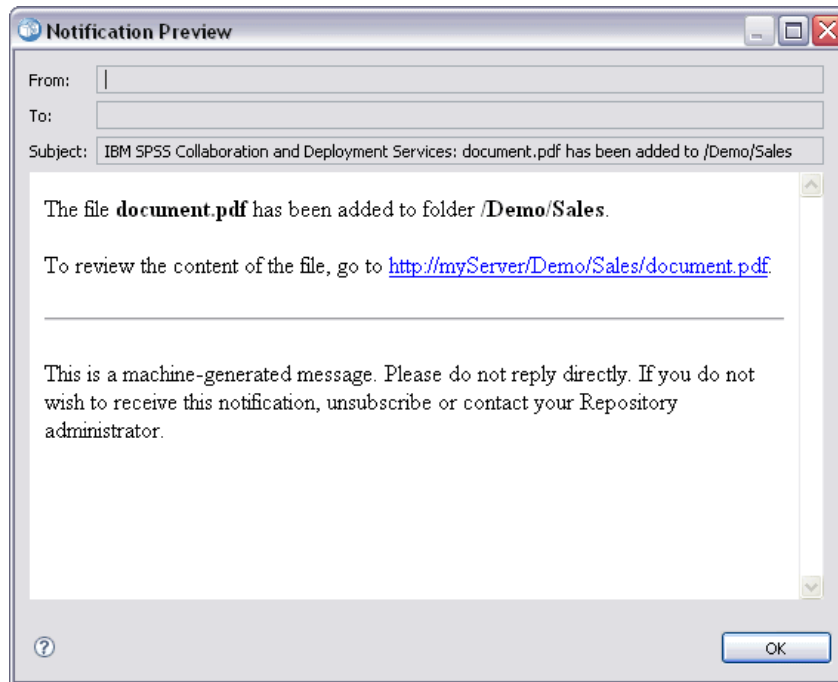 Notification Preview
From:
To:
Subject: IBM SPSS Collaboration and Deployment Services: document.pdf has been added to /Demo/Sales
The file document.pdf has been added to folder /Demo/Sales.
To review the content of the file, go to http://myServer/Demo/Sales/document.pdf.
This is a machine-generated message. Please do not reply directly. If you do not
wish to receive this notification, unsubscribe or contact your Repository
administrator.
?
OK